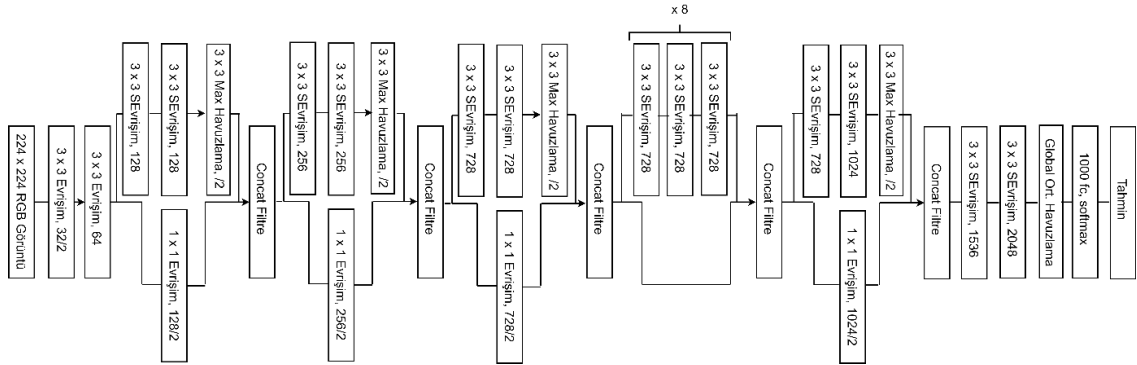 224 x 224 RGB Görüntü
3 x 3 Evrişim, 32/2
3 x 3 Evrişim, 64
3 x 3 SEvrişim, 128
3 x 3 SEvrişim, 128
3 x 3 Max Havuzlama, /2
1 x 1 Evrişim, 128/2
Concat Filtre
3 x 3 SEvrişim, 256
3 x 3 SEvrişim, 256
3 x 3 Max Havuzlama, /2
1 x 1 Evrişim, 256/2
Concat Filtre
3 x 3 SEvrişim, 728
3 x 3 SEvrişim, 728
3 x 3 Max Havuzlama, /2
1 x 1 Evrişim, 728/2
Concat Filtre
x 8
3 x 3 SEvrişim, 728
3 x 3 SEvrişim, 728
3 x 3 SEvrişim, 728
Concat Filtre
3 x 3 SEvrişim, 728
3 x 3 SEvrişim, 1024
3 x 3 Max Havuzlama, /2
1 x 1 Evrişim, 1024/2
Concat Filtre
3 x 3 SEvrişim, 1536
3 x 3 SEvrişim, 2048
Global Ort. Havuzlama
1000 fc, softmax
Tahmin